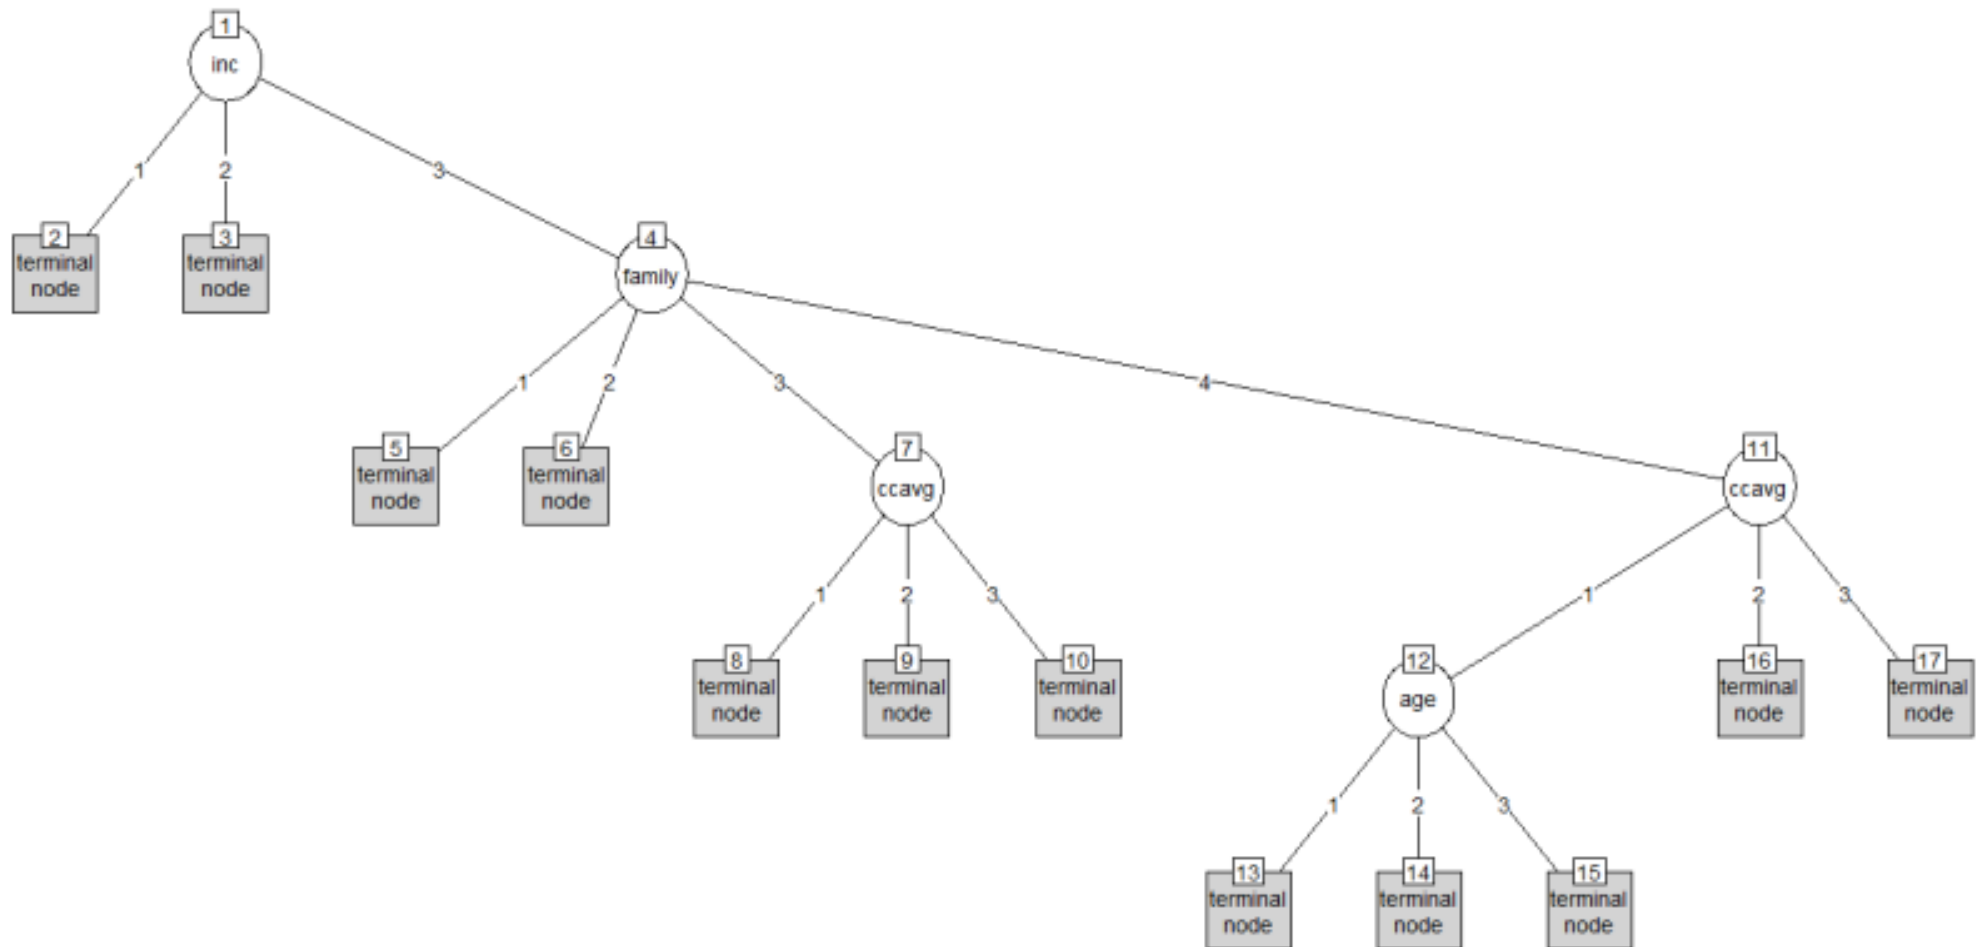 1
inc
1
2
3
2
terminal
node
3
terminal
node
4
family
1
2
3
4
5
terminal
node
6
terminal
node
7
ccavg
11
ccavg
1
2
3
1
2
3
8
terminal
node
9
terminal
node
10
terminal
node
12
age
16
terminal
node
17
terminal
node
1
2
3
13
terminal
node
14
terminal
node
15
terminal
node